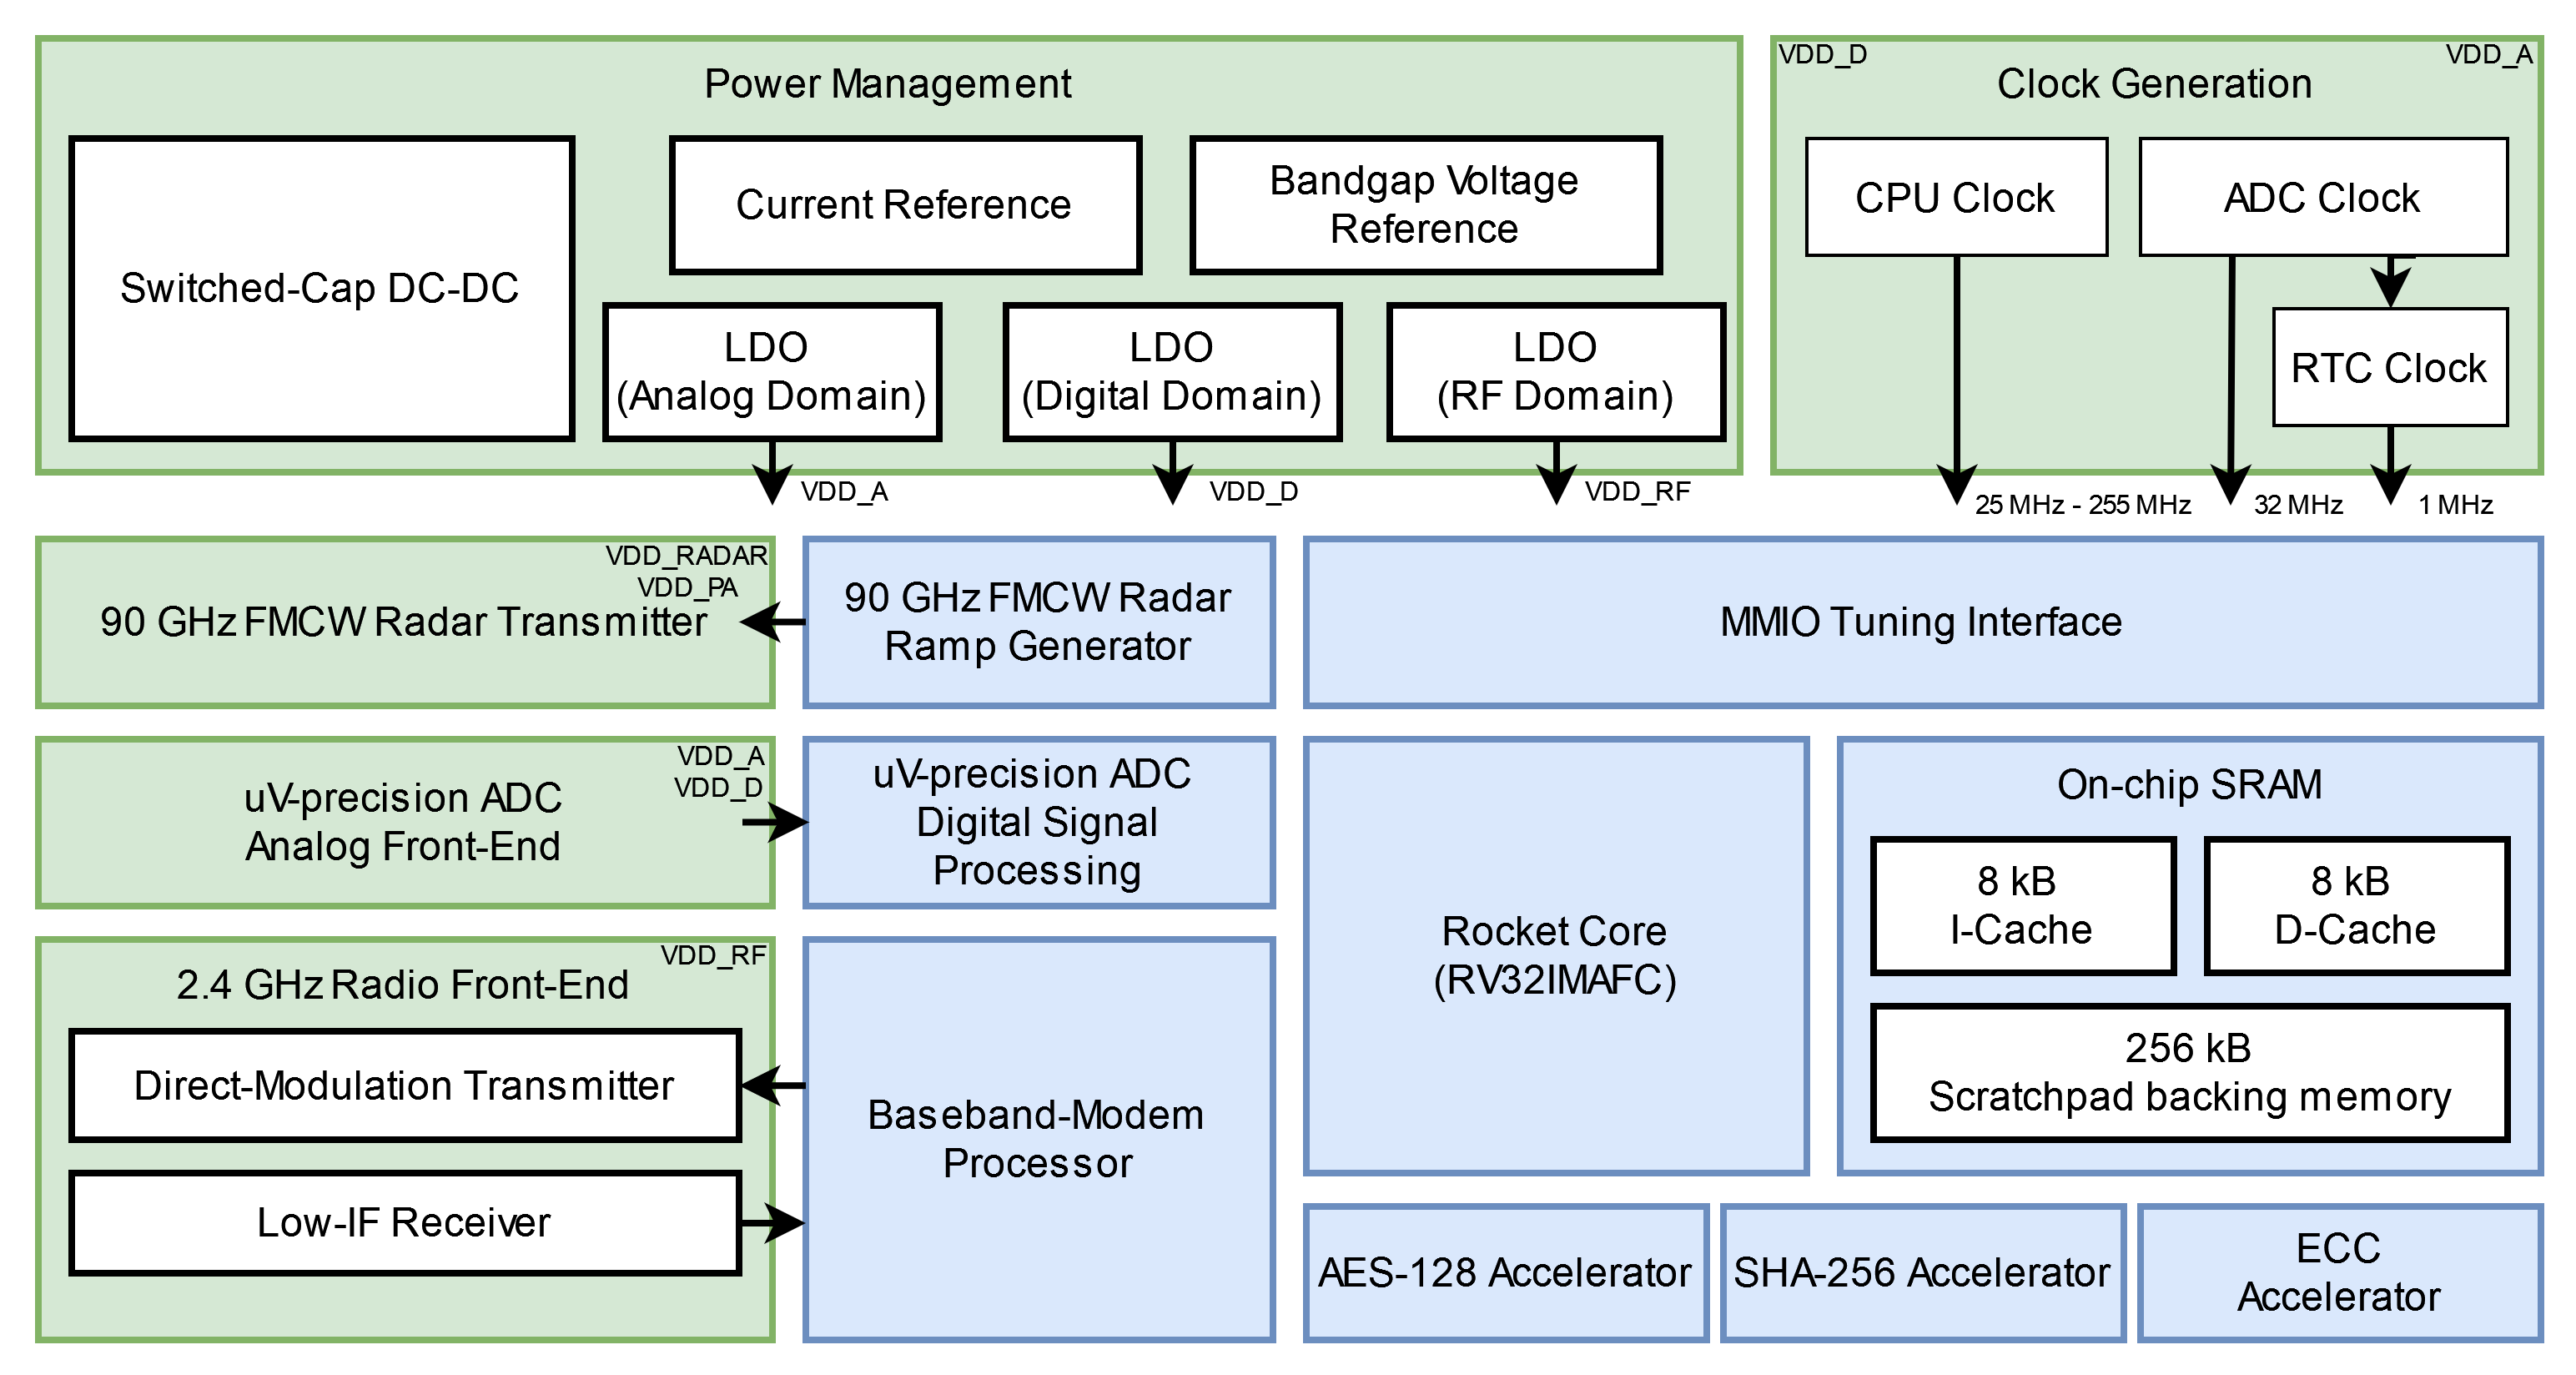 Power Management
Switched-Cap DC-DC
Current Reference
Bandgap Voltage
Reference
LDO
(Analog Domain)
LDO
(Digital Domain)
LDO
(RF Domain)
VDD_A
VDD_D
VDD_RF
VDD_D
VDD_A
Clock Generation
CPU Clock
ADC Clock
RTC Clock
25 MHz - 255 MHz
32 MHz
1 MHz
VDD_RADAR
VDD_PA
90 GHz FMCW Radar Transmitter
90 GHz FMCW Radar
Ramp Generator
MMIO Tuning Interface
VDD_A
VDD_D
uV-precision ADC
Analog Front-End
uV-precision ADC
Digital Signal
Processing
Rocket Core
(RV32IMAFC)
On-chip SRAM
8 kB
I-Cache
8 kB
D-Cache
256 kB
Scratchpad backing memory
VDD_RF
2.4 GHz Radio Front-End
Direct-Modulation Transmitter
Low-IF Receiver
Baseband-Modem
Processor
AES-128 Accelerator
SHA-256 Accelerator
ECC
Accelerator